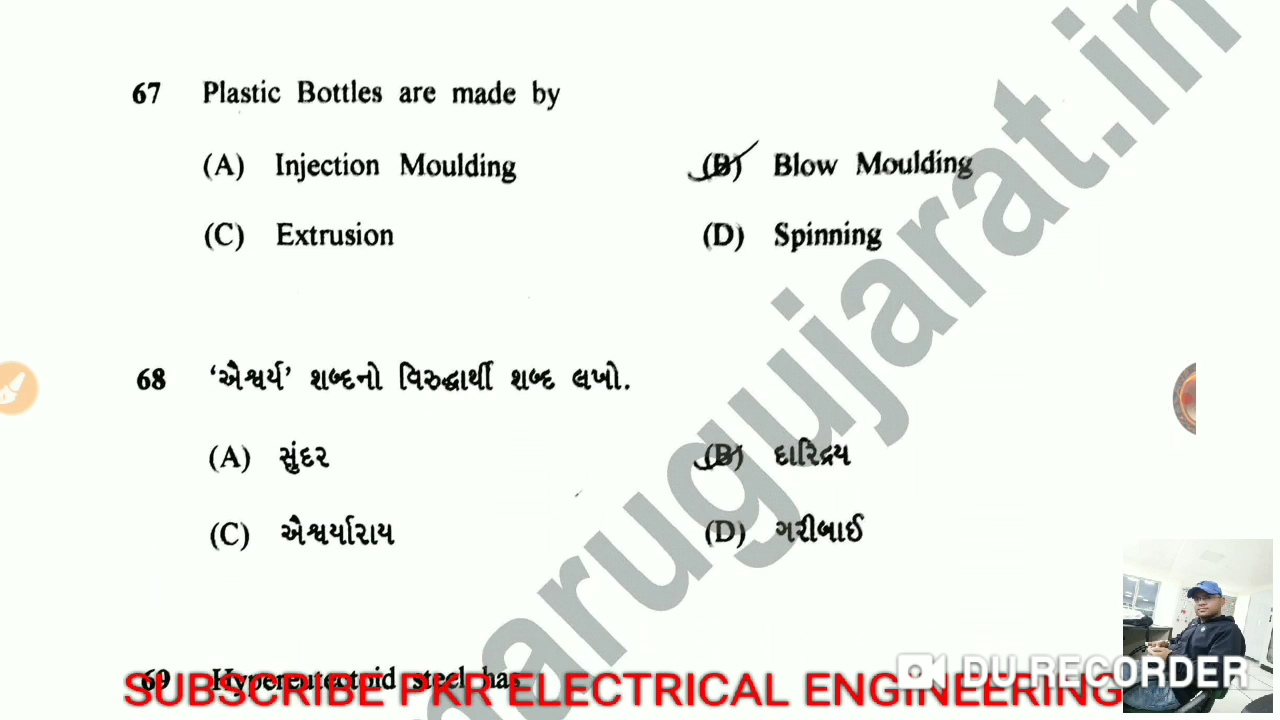 67 Plastic Bottles are made by
(A) Injection Moulding (B) Blow Moulding
(C) Extrusion (D) Spinning
68 ‘ઐશ્વર્ય’ શબ્દનો વિરુદ્ધાર્થી શબ્દ લખો.
(A) સુંદર (B) દારિદ્રય
(C) ઐશ્વર્યારાય (D) ગરીબાઈ
69 Hypereutectoid steel has
SUBSCRIBE PKR ELECTRICAL ENGINEERING
DU RECORDER
marugujarat.in